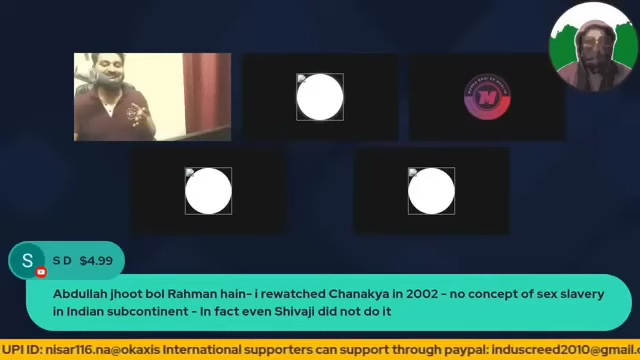 S
S D $4.99
Abdullah jhoot bol Rahman hain- i rewatched Chanakya in 2002 - no concept of sex slavery
in Indian subcontinent - In fact even Shivaji did not do it
UPI ID: nisar116.na@okaxis International supporters can support through paypal: induscreed2010@gmail.c